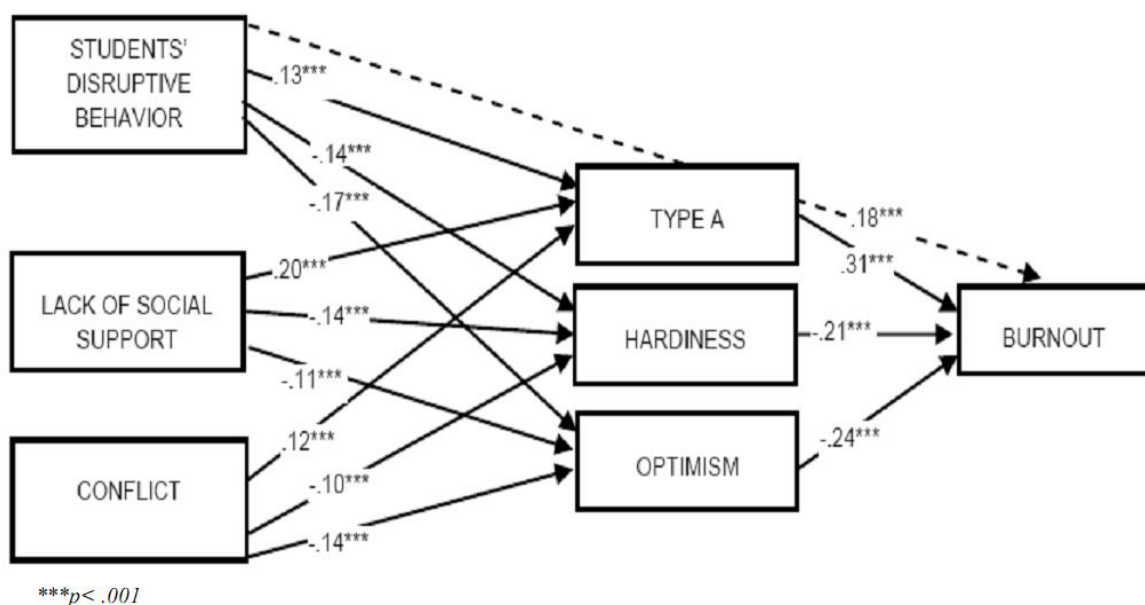 STUDENTS'
DISRUPTIVE
BEHAVIOR
.13***
-.14***
-.17***
TYPE A
.18***
.31***
LACK OF SOCIAL
SUPPORT
.20***
-.14***
-.11***
HARDINESS
-.21***
BURNOUT
CONFLICT
.12***
-.10***
-.14***
OPTIMISM
-.24***
***p< .001